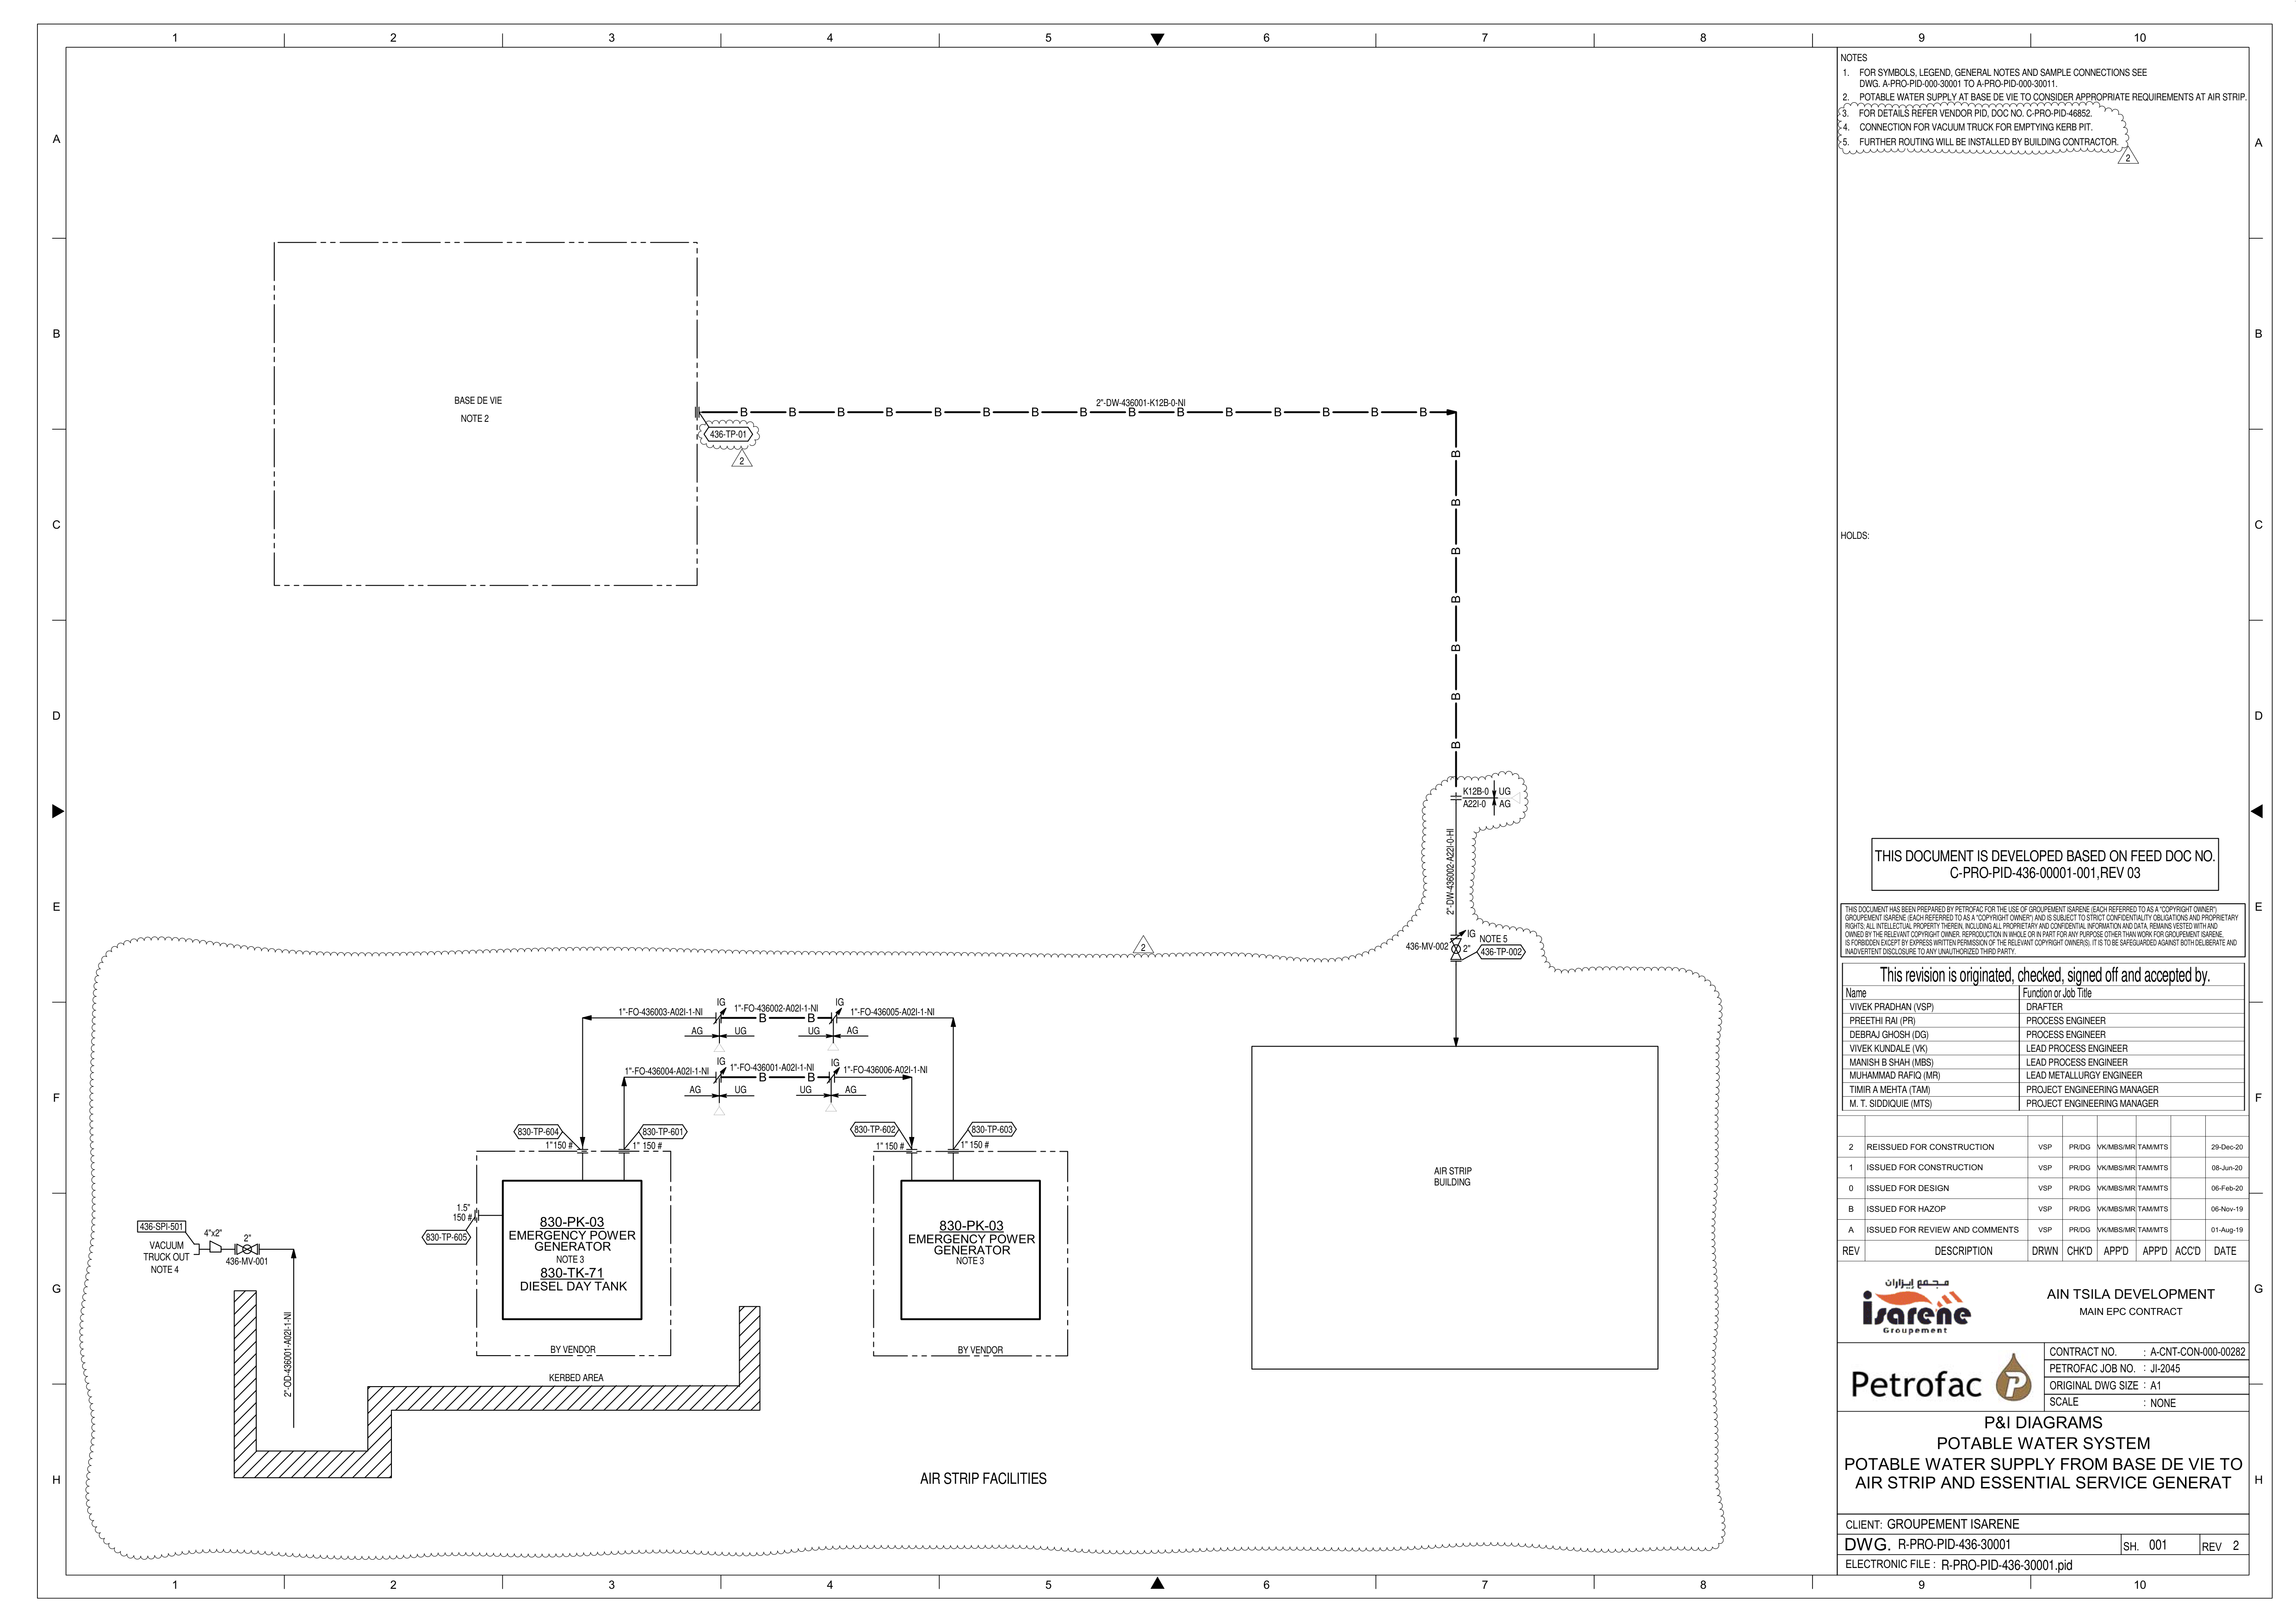 1 2 3 4 5 6 7 8 9 10
A
B
C
D
E
F
G
H
A
B
C
D
E
F
G
H
NOTES
1. FOR SYMBOLS, LEGEND, GENERAL NOTES AND SAMPLE CONNECTIONS SEE
DWG. A-PRO-PID-000-30001 TO A-PRO-PID-000-30011.
2. POTABLE WATER SUPPLY AT BASE DE VIE TO CONSIDER APPROPRIATE REQUIREMENTS AT AIR STRIP.
3. FOR DETAILS REFER VENDOR PID, DOC NO. C-PRO-PID-46852.
4. CONNECTION FOR VACUUM TRUCK FOR EMPTYING KERB PIT.
5. FURTHER ROUTING WILL BE INSTALLED BY BUILDING CONTRACTOR.
2
BASE DE VIE
NOTE 2
2"-DW-436001-K12B-0-NI
B B B B B B B B B B B B B B B
436-TP-01
2
B
B
B
B
B
B
B
K12B-0 UG
A22I-0 AG
2"-DW-436002-A22I-0-HI
IG
436-MV-002
2"
NOTE 5
436-TP-002
2
HOLDS:
IG IG
1"-FO-436003-A02I-1-NI 1"-FO-436002-A02I-1-NI 1"-FO-436005-A02I-1-NI
B B
AG UG UG AG
IG IG
1"-FO-436004-A02I-1-NI 1"-FO-436001-A02I-1-NI 1"-FO-436006-A02I-1-NI
B B
AG UG UG AG
830-TP-604 830-TP-601 830-TP-602 830-TP-603
1"150 # 1" 150 # 1" 150 # 1" 150 #
1.5"
150 #
830-TP-605
830-PK-03
EMERGENCY POWER
GENERATOR
NOTE 3
830-TK-71
DIESEL DAY TANK
BY VENDOR
830-PK-03
EMERGENCY POWER
GENERATOR
NOTE 3
BY VENDOR
AIR STRIP
BUILDING
436-SPI-501
VACUUM
TRUCK OUT
NOTE 4
4"x2"
2"
436-MV-001
2"-OD-436001-A02I-1-NI
KERBED AREA
AIR STRIP FACILITIES
THIS DOCUMENT IS DEVELOPED BASED ON FEED DOC NO.
C-PRO-PID-436-00001-001,REV 03
THIS DOCUMENT HAS BEEN PREPARED BY PETROFAC FOR THE USE OF GROUPEMENT ISARENE (EACH REFERRED TO AS A "COPYRIGHT OWNER")
GROUPEMENT ISARENE (EACH REFERRED TO AS A "COPYRIGHT OWNER") AND IS SUBJECT TO STRICT CONFIDENTIALITY OBLIGATIONS AND PROPRIETARY
RIGHTS; ALL INTELLECTUAL PROPERTY THEREIN, INCLUDING ALL PROPRIETARY AND CONFIDENTIAL INFORMATION AND DATA, REMAINS VESTED WITH AND
OWNED BY THE RELEVANT COPYRIGHT OWNER. REPRODUCTION IN WHOLE OR IN PART FOR ANY PURPOSE OTHER THAN WORK FOR GROUPEMENT ISARENE,
IS FORBIDDEN EXCEPT BY EXPRESS WRITTEN PERMISSION OF THE RELEVANT COPYRIGHT OWNER(S). IT IS TO BE SAFEGUARDED AGAINST BOTH DELIBERATE AND
INADVERTENT DISCLOSURE TO ANY UNAUTHORIZED THIRD PARTY.
This revision is originated, checked, signed off and accepted by.
Name Function or Job Title
VIVEK PRADHAN (VSP) DRAFTER
PREETHI RAI (PR) PROCESS ENGINEER
DEBRAJ GHOSH (DG) PROCESS ENGINEER
VIVEK KUNDALE (VK) LEAD PROCESS ENGINEER
MANISH B SHAH (MBS) LEAD PROCESS ENGINEER
MUHAMMAD RAFIQ (MR) LEAD METALLURGY ENGINEER
TIMIR A MEHTA (TAM) PROJECT ENGINEERING MANAGER
M. T. SIDDIQUIE (MTS) PROJECT ENGINEERING MANAGER
2 REISSUED FOR CONSTRUCTION VSP PR/DG VK/MBS/MR TAM/MTS 29-Dec-20
1 ISSUED FOR CONSTRUCTION VSP PR/DG VK/MBS/MR TAM/MTS 08-Jun-20
0 ISSUED FOR DESIGN VSP PR/DG VK/MBS/MR TAM/MTS 06-Feb-20
B ISSUED FOR HAZOP VSP PR/DG VK/MBS/MR TAM/MTS 06-Nov-19
A ISSUED FOR REVIEW AND COMMENTS VSP PR/DG VK/MBS/MR TAM/MTS 01-Aug-19
REV DESCRIPTION DRWN CHK'D APP'D APP'D ACC'D DATE
مجمع إيزاران
isarene
Groupement
AIN TSILA DEVELOPMENT
MAIN EPC CONTRACT
Petrofac
CONTRACT NO. : A-CNT-CON-000-00282
PETROFAC JOB NO. : JI-2045
ORIGINAL DWG SIZE : A1
SCALE : NONE
P&I DIAGRAMS
POTABLE WATER SYSTEM
POTABLE WATER SUPPLY FROM BASE DE VIE TO
AIR STRIP AND ESSENTIAL SERVICE GENERAT
CLIENT: GROUPEMENT ISARENE
DWG. R-PRO-PID-436-30001 SH. 001 REV 2
ELECTRONIC FILE : R-PRO-PID-436-30001.pid
1 2 3 4 5 6 7 8 9 10